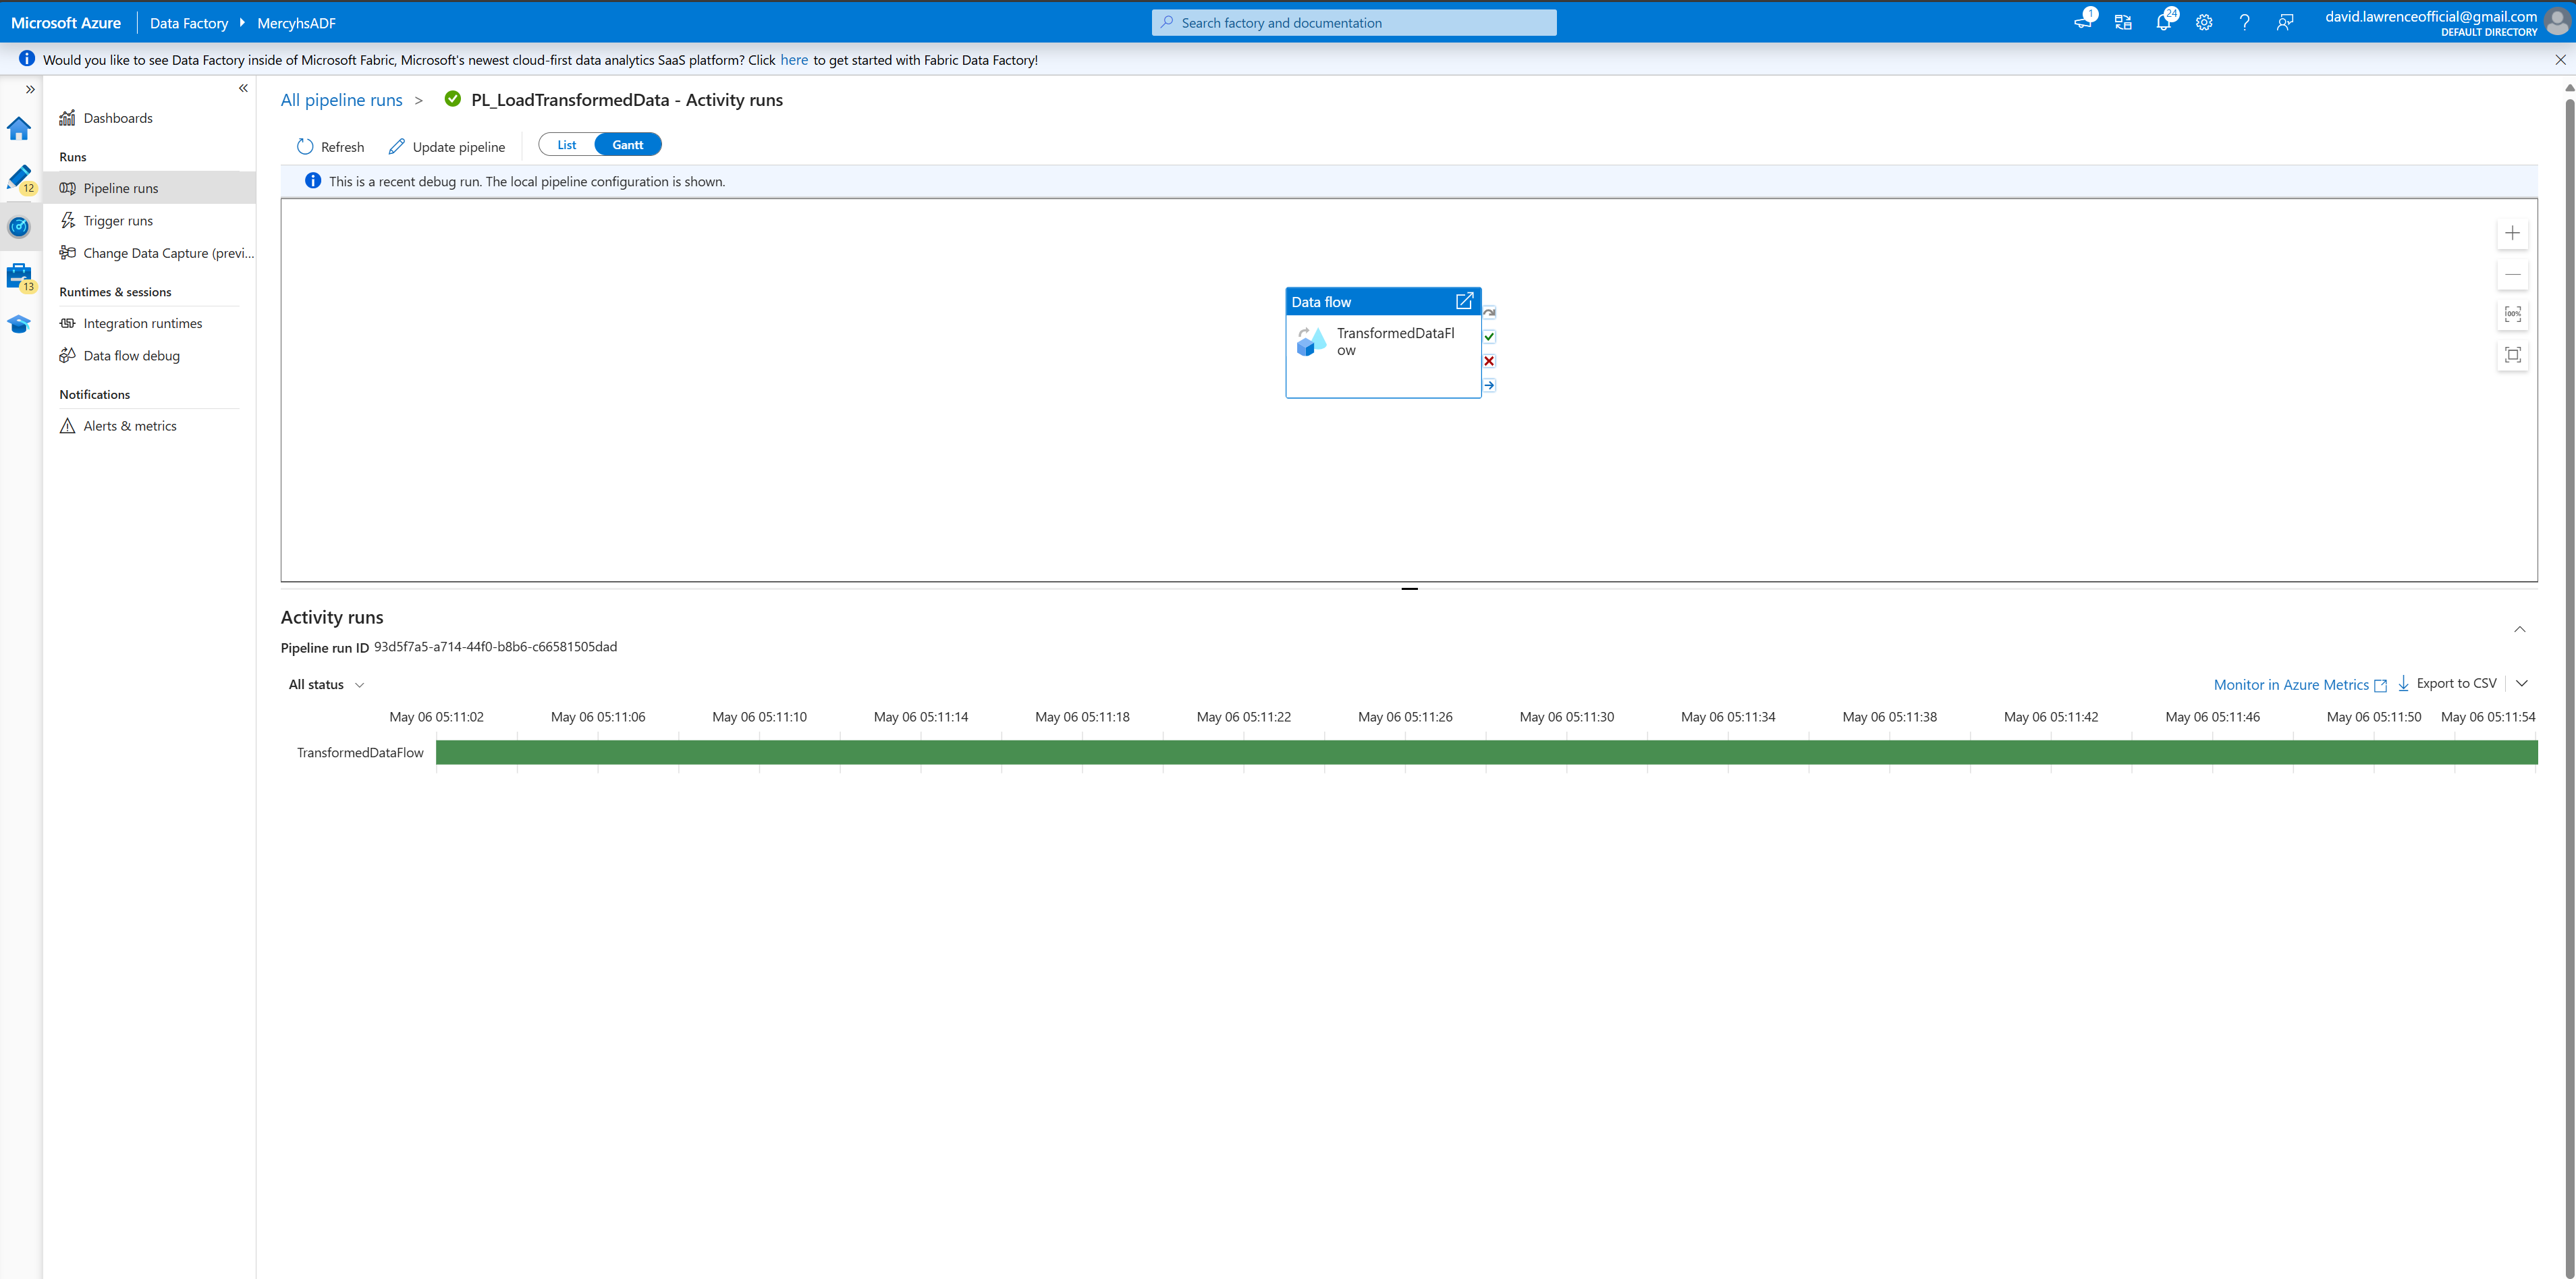 Microsoft Azure
Data Factory
MercyhsADF
Search factory and documentation
1
24
david.lawrenceofficial@gmail.com
DEFAULT DIRECTORY
Would you like to see Data Factory inside of Microsoft Fabric, Microsoft's newest cloud-first data analytics SaaS platform? Click here to get started with Fabric Data Factory!
12
13
Dashboards
Runs
Pipeline runs
Trigger runs
Change Data Capture (previ...
Runtimes & sessions
Integration runtimes
Data flow debug
Notifications
Alerts & metrics
All pipeline runs > PL_LoadTransformedData - Activity runs
Refresh
Update pipeline
List
Gantt
This is a recent debug run. The local pipeline configuration is shown.
Data flow
TransformedDataFl
ow
100%
Activity runs
Pipeline run ID 93d5f7a5-a714-44f0-b8b6-c66581505dad
All status
Monitor in Azure Metrics
Export to CSV
May 06 05:11:02 May 06 05:11:06 May 06 05:11:10 May 06 05:11:14 May 06 05:11:18 May 06 05:11:22 May 06 05:11:26 May 06 05:11:30 May 06 05:11:34 May 06 05:11:38 May 06 05:11:42 May 06 05:11:46 May 06 05:11:50 May 06 05:11:54
TransformedDataFlow